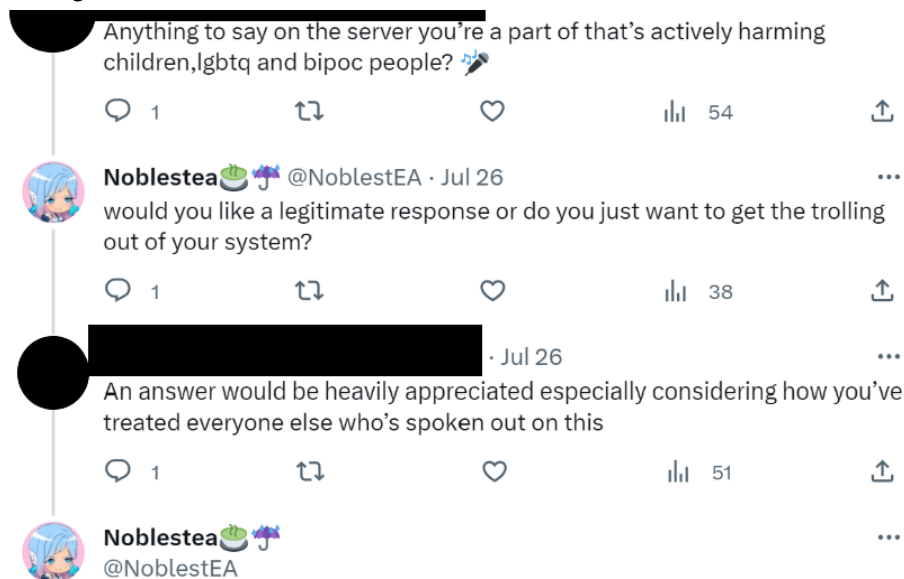 Anything to say on the server you're a part of that's actively harming
children,lgbtq and bipoc people? 🎤
1 54
Noblestea🍵☔ @NoblestEA · Jul 26
would you like a legitimate response or do you just want to get the trolling
out of your system?
1 38
· Jul 26
An answer would be heavily appreciated especially considering how you've
treated everyone else who's spoken out on this
1 51
Noblestea🍵☔
@NoblestEA